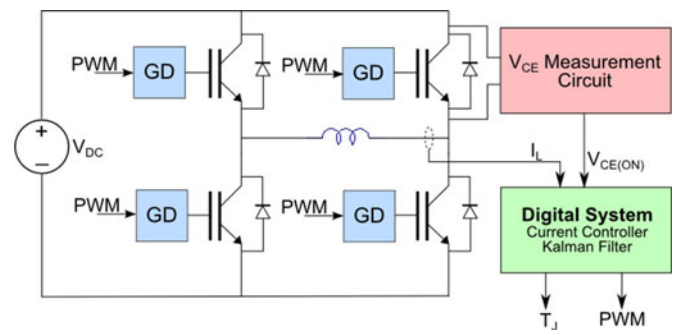 PWM
GD
PWM
GD
V_CE Measurement
Circuit
+
−
V_DC
I_L
V_CE(ON)
PWM
GD
PWM
GD
Digital System
Current Controller
Kalman Filter
T_J
PWM